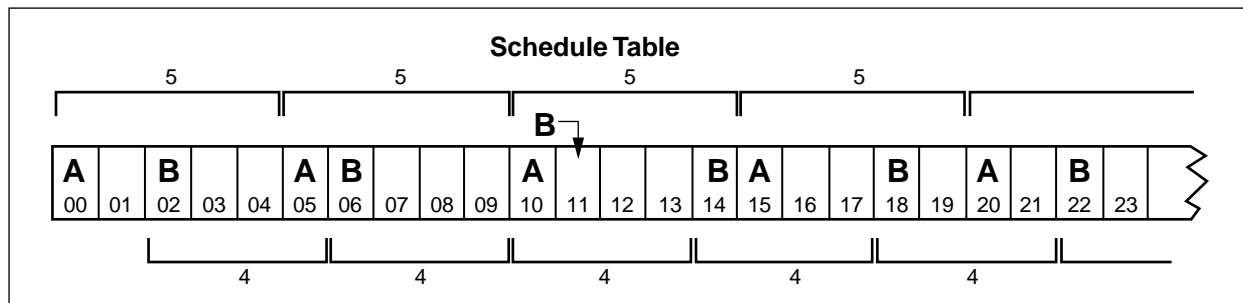 Schedule Table
5 5 5 5
B
A B A B A B A B A B
00 01 02 03 04 05 06 07 08 09 10 11 12 13 14 15 16 17 18 19 20 21 22 23
4 4 4 4 4